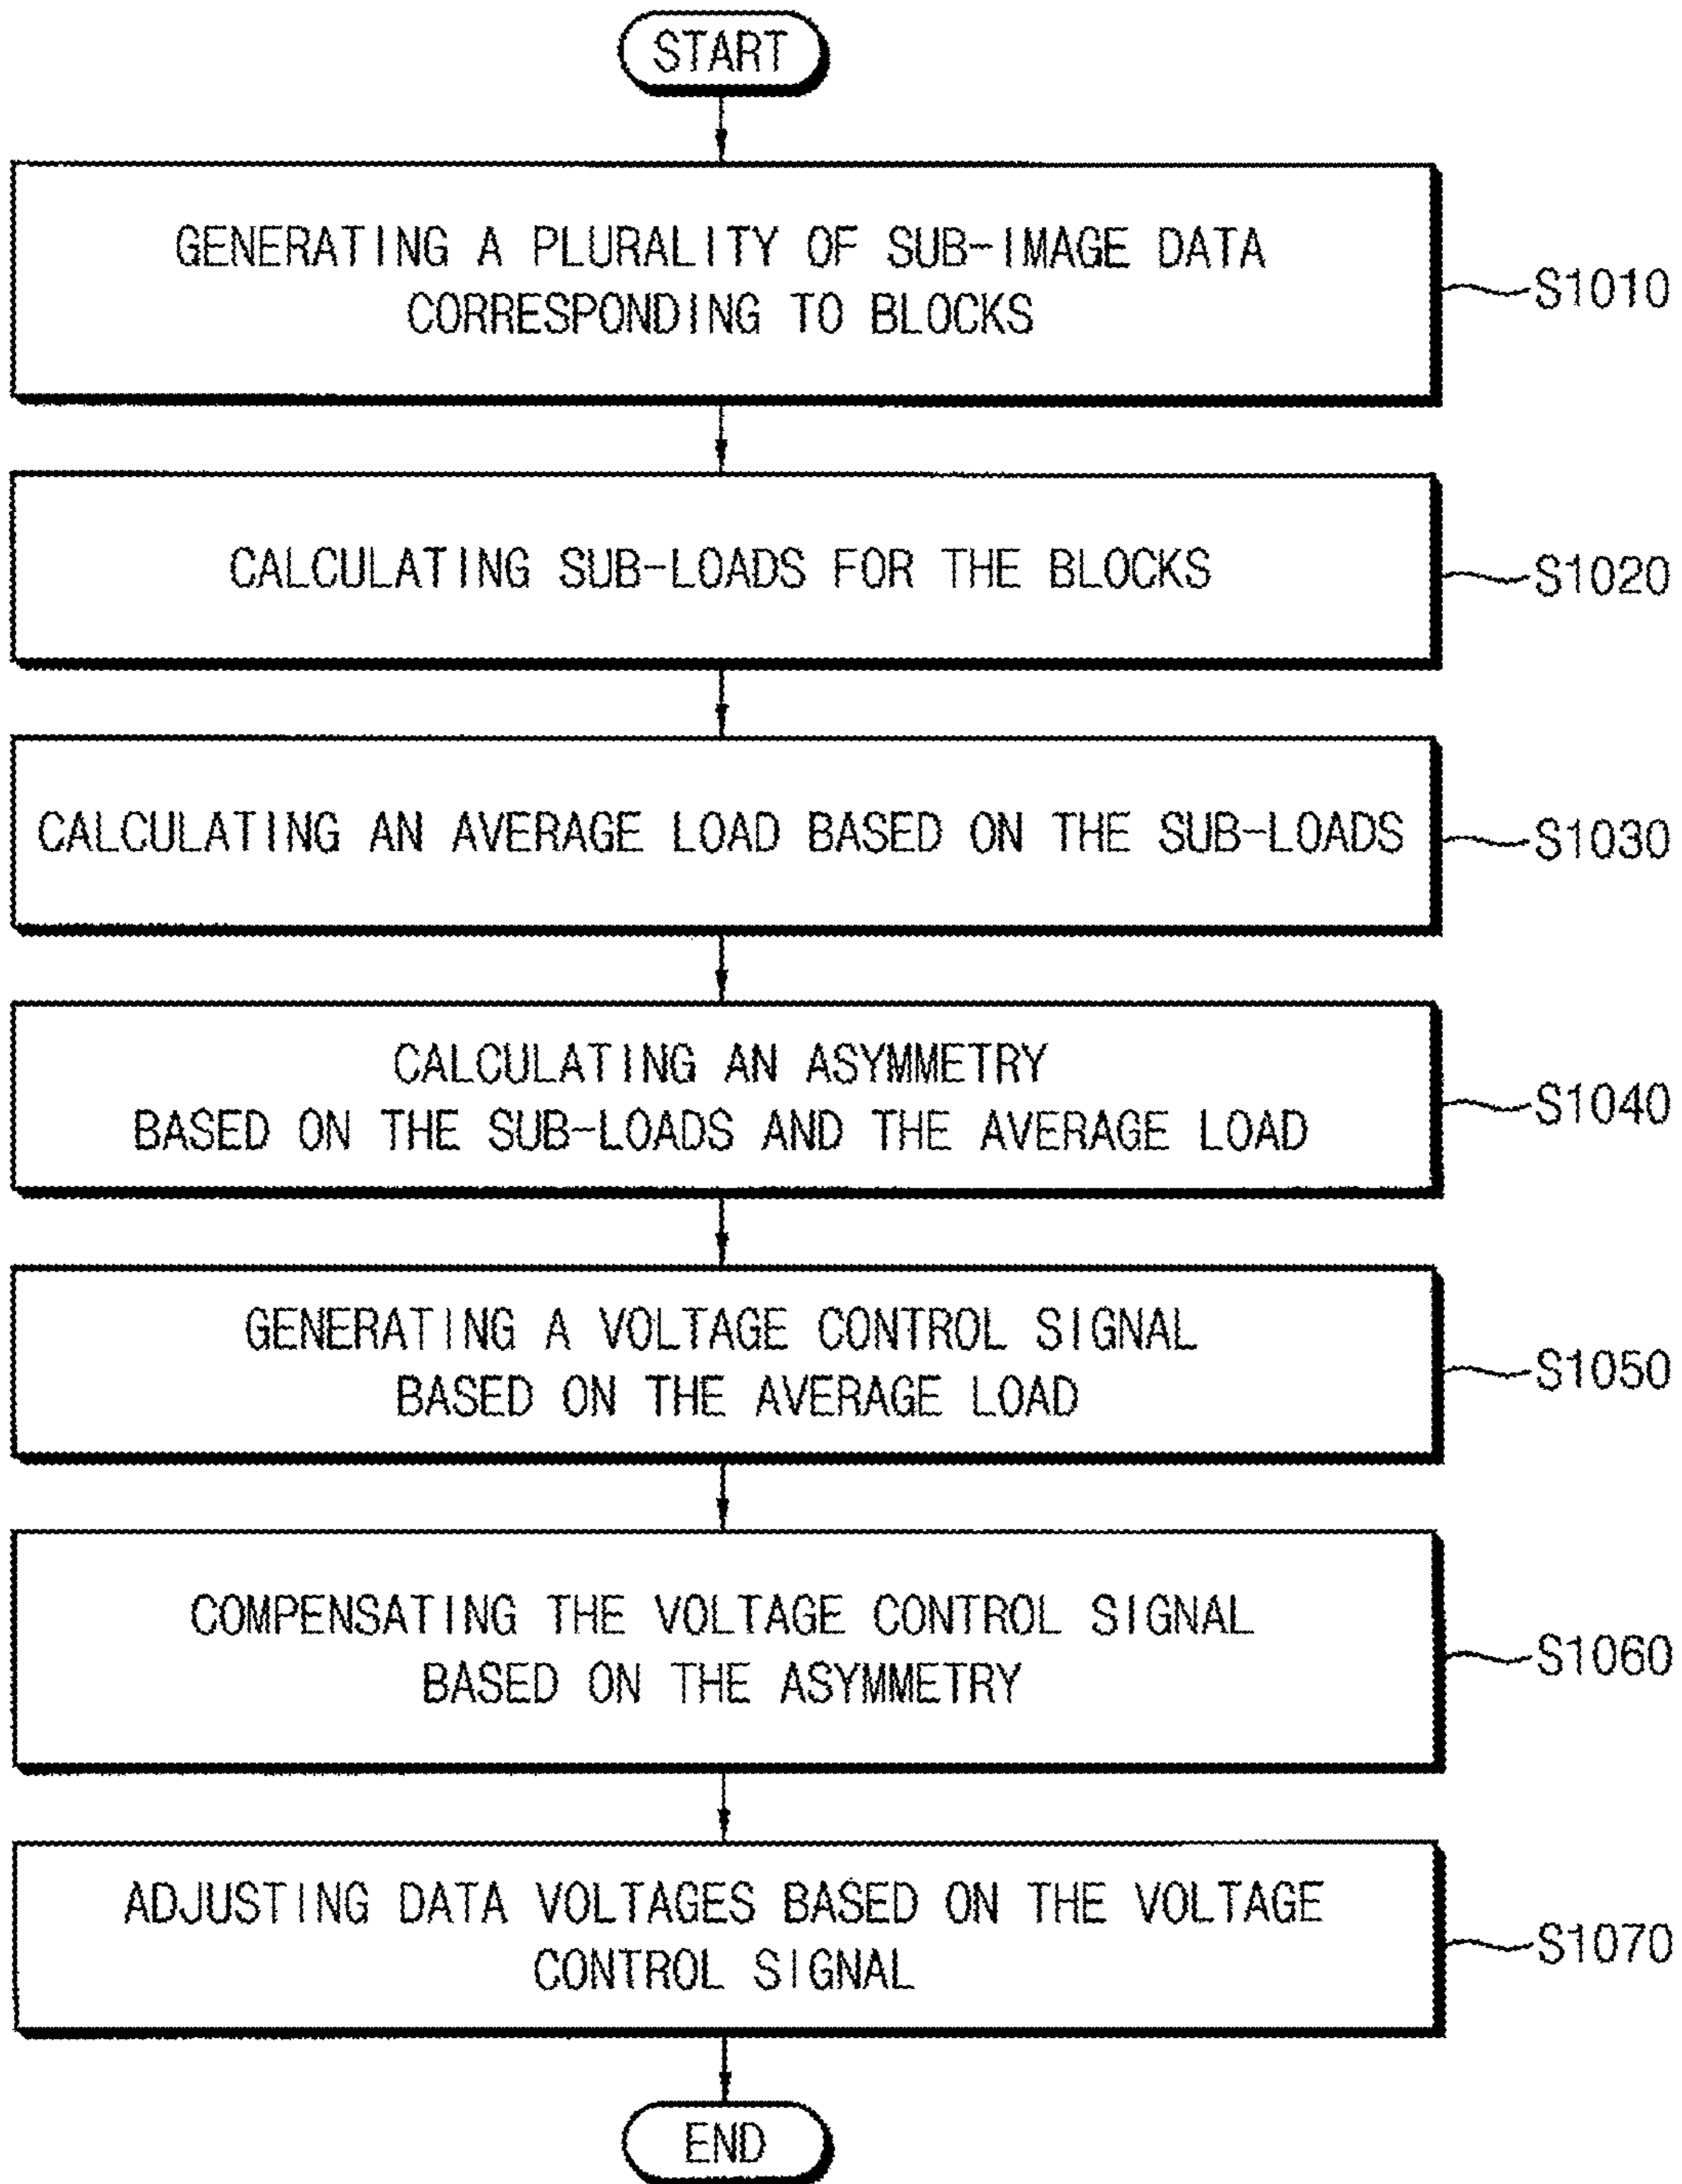 START
GENERATING A PLURALITY OF SUB-IMAGE DATA
CORRESPONDING TO BLOCKS
S1010
CALCULATING SUB-LOADS FOR THE BLOCKS
S1020
CALCULATING AN AVERAGE LOAD BASED ON THE SUB-LOADS
S1030
CALCULATING AN ASYMMETRY
BASED ON THE SUB-LOADS AND THE AVERAGE LOAD
S1040
GENERATING A VOLTAGE CONTROL SIGNAL
BASED ON THE AVERAGE LOAD
S1050
COMPENSATING THE VOLTAGE CONTROL SIGNAL
BASED ON THE ASYMMETRY
S1060
ADJUSTING DATA VOLTAGES BASED ON THE VOLTAGE
CONTROL SIGNAL
S1070
END